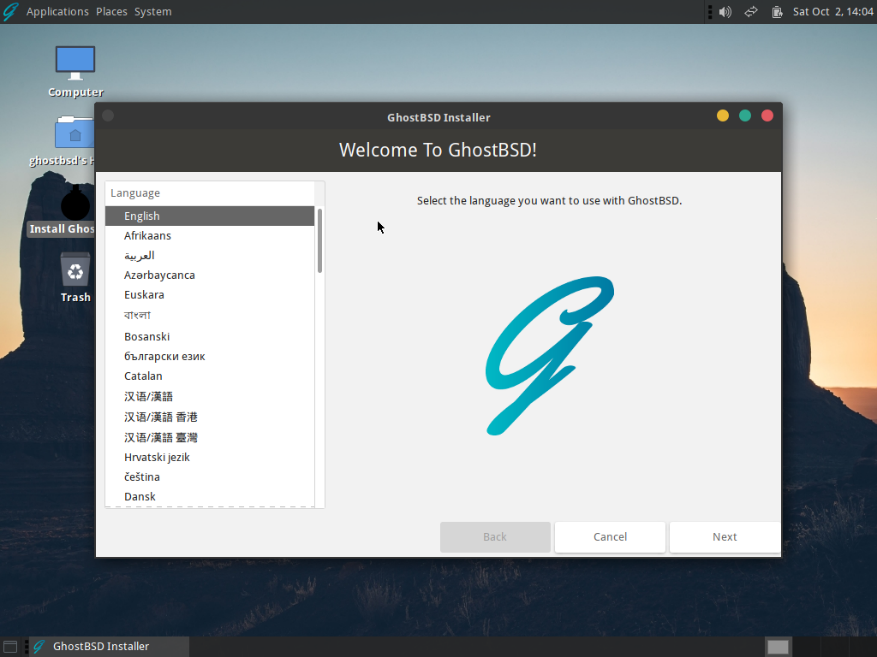 Applications Places System
Sat Oct 2, 14:04
Computer
ghostbsd's H
Install Ghos
Trash
GhostBSD Installer
Welcome To GhostBSD!
Language
English
Afrikaans
العربية
Azərbaycanca
Euskara
বাংলা
Bosanski
български език
Catalan
汉语/漢語
汉语/漢語 香港
汉语/漢語 臺灣
Hrvatski jezik
čeština
Dansk
Select the language you want to use with GhostBSD.
Back Cancel Next
GhostBSD Installer